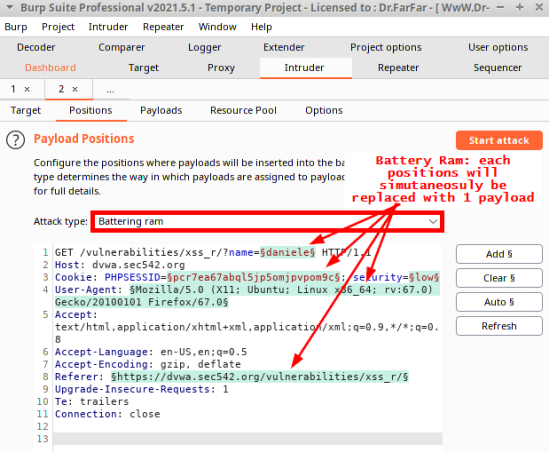 Burp Suite Professional v2021.5.1 - Temporary Project - Licensed to : Dr.FarFar - [ WwW.Dr-
Burp Project Intruder Repeater Window Help
Decoder Comparer Logger Extender Project options User options
Dashboard Target Proxy Intruder Repeater Sequencer
1 × 2 × ...
Target Positions Payloads Resource Pool Options
? Payload Positions
Start attack
Configure the positions where payloads will be inserted into the ba
type determines the way in which payloads are assigned to payload
for full details.
Battery Ram: each
positions will
simutaneosuly be
replaced with 1 payload
Attack type: Battering ram
1 GET /vulnerabilities/xss_r/?name=§daniele§ HTTP/1.1
2 Host: dvwa.sec542.org
3 Cookie: PHPSESSID=§pcr7ea67abql5jp5omjpvpom9c§; security=§low§
4 User-Agent: §Mozilla/5.0 (X11; Ubuntu; Linux x86_64; rv:67.0)
Gecko/20100101 Firefox/67.0§
5 Accept:
text/html,application/xhtml+xml,application/xml;q=0.9,*/*;q=0.
8
6 Accept-Language: en-US,en;q=0.5
7 Accept-Encoding: gzip, deflate
8 Referer: §https://dvwa.sec542.org/vulnerabilities/xss_r/§
9 Upgrade-Insecure-Requests: 1
10 Te: trailers
11 Connection: close
12
13
Add §
Clear §
Auto §
Refresh